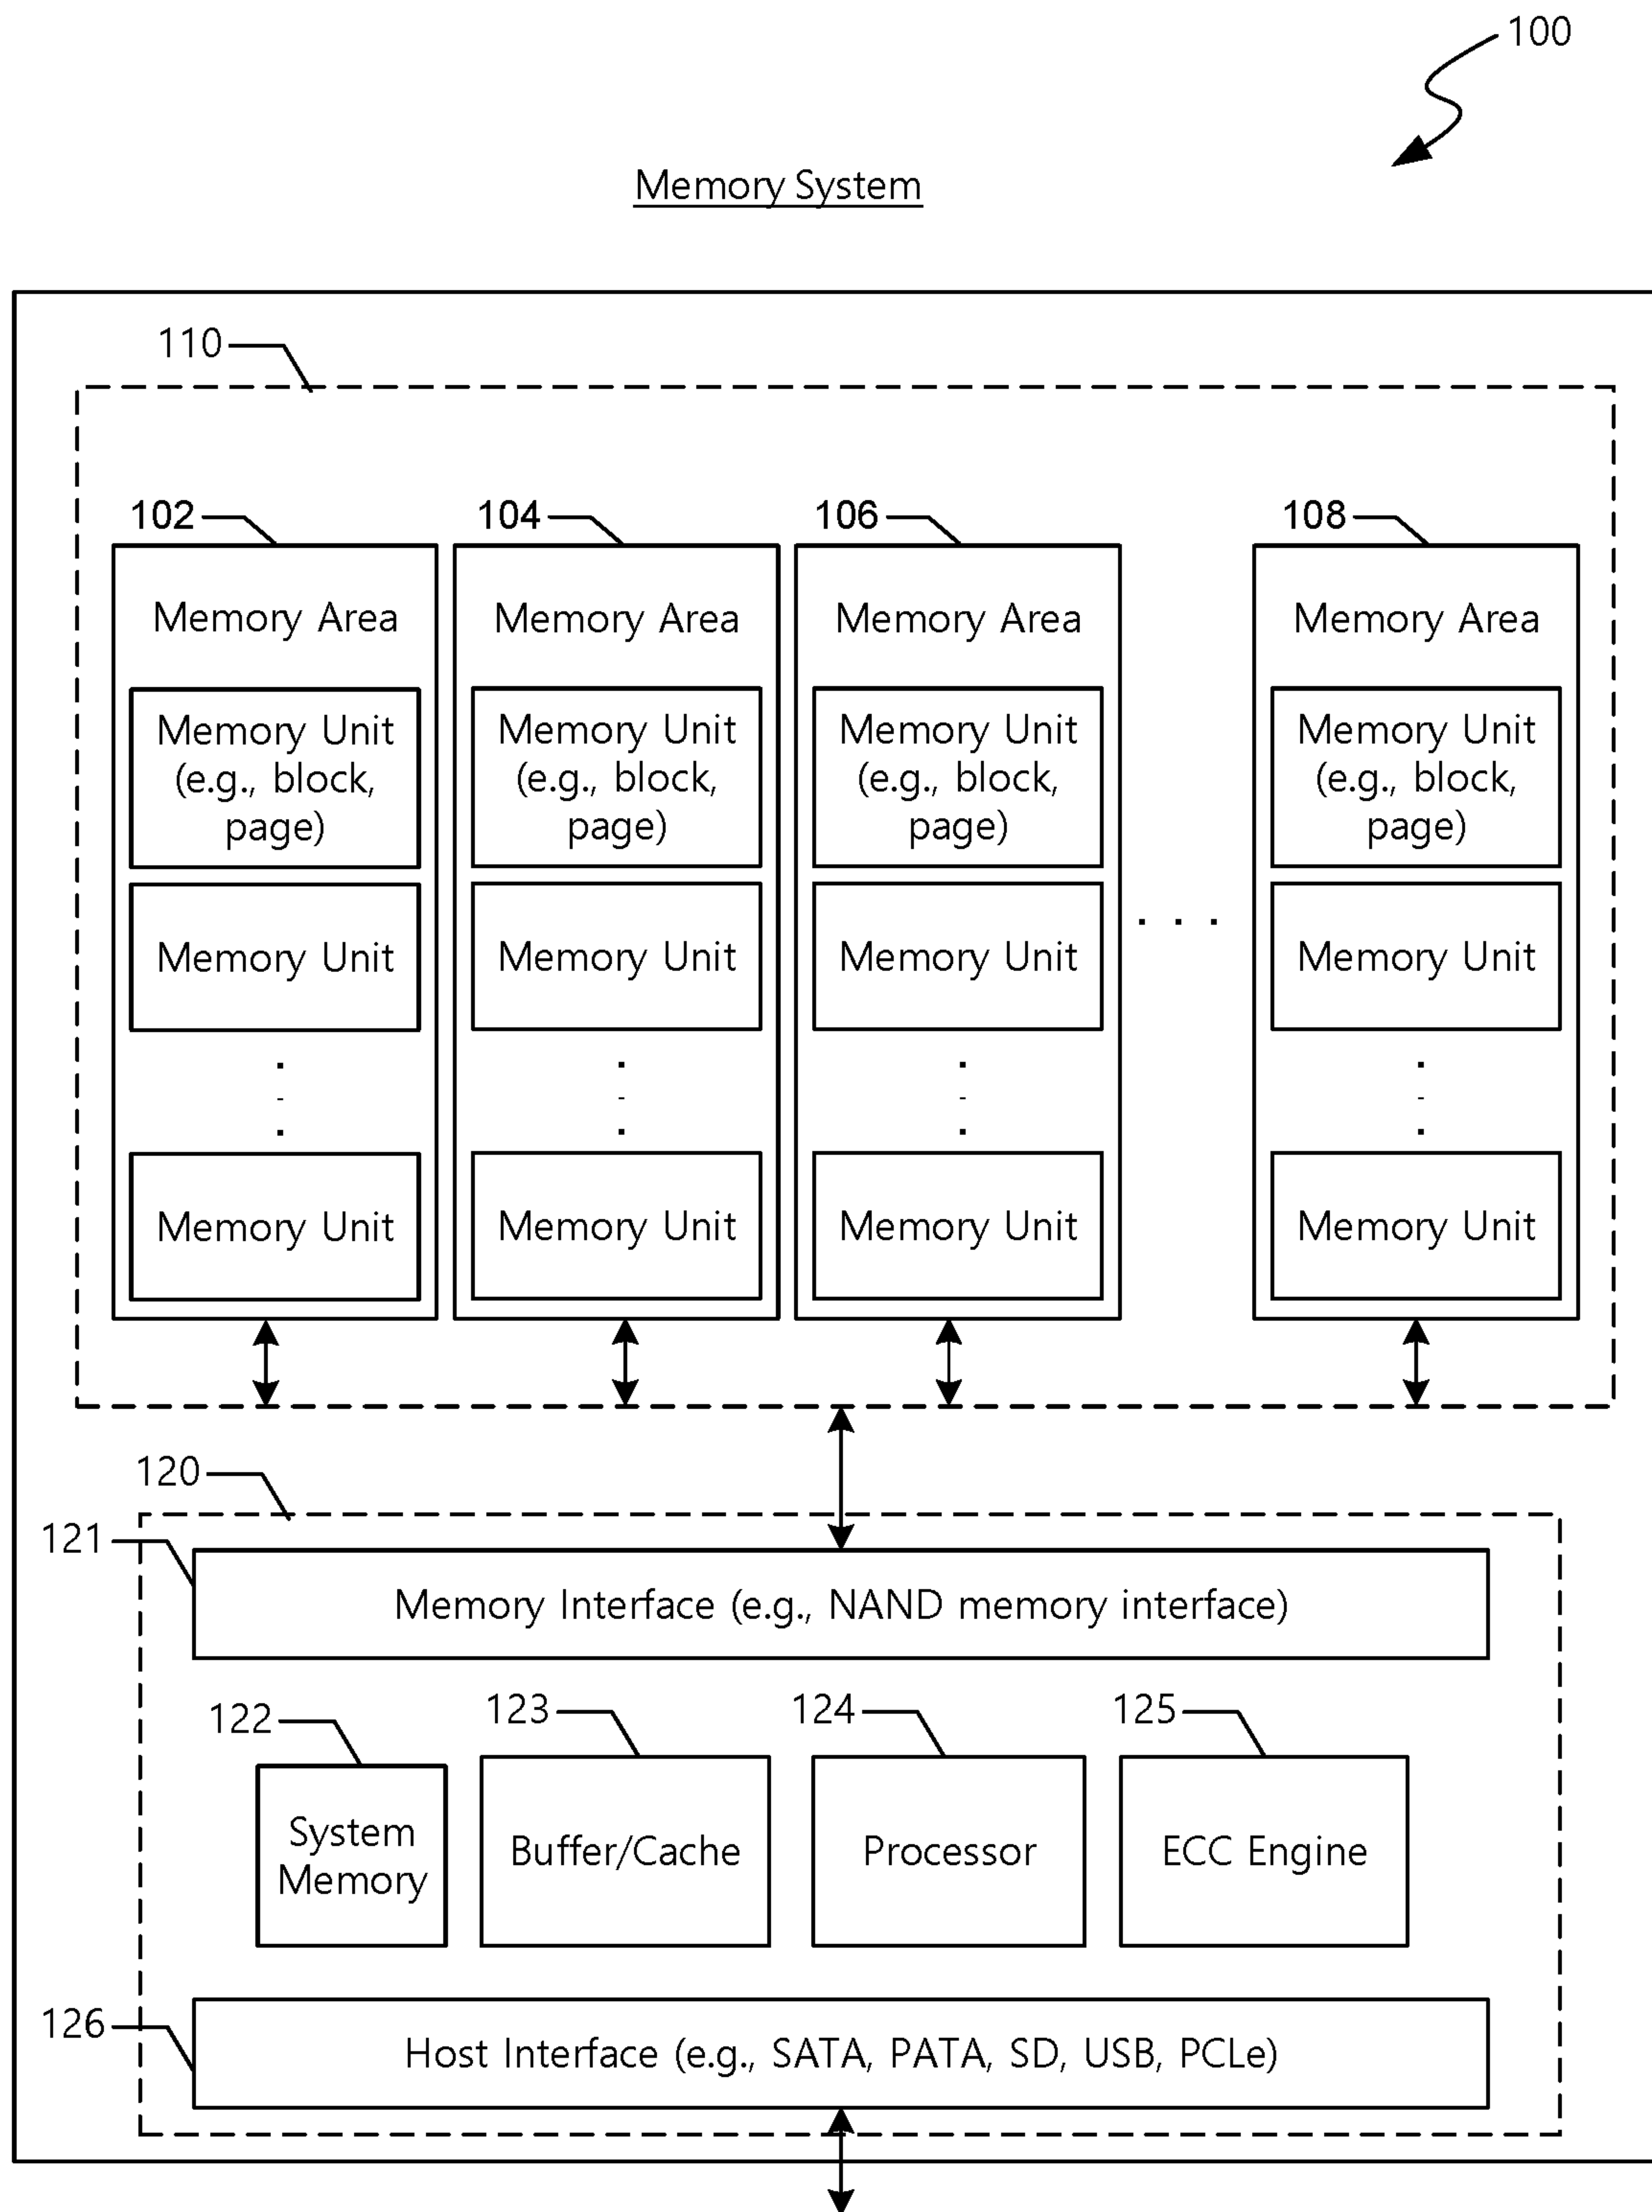 100
Memory System
110
102
104
106
108
Memory Area
Memory Area
Memory Area
Memory Area
Memory Unit
(e.g., block,
page)
Memory Unit
(e.g., block,
page)
Memory Unit
(e.g., block,
page)
Memory Unit
(e.g., block,
page)
Memory Unit
Memory Unit
Memory Unit
. . .
Memory Unit
Memory Unit
Memory Unit
Memory Unit
Memory Unit
120
121
Memory Interface (e.g., NAND memory interface)
122
123
124
125
System
Memory
Buffer/Cache
Processor
ECC Engine
126
Host Interface (e.g., SATA, PATA, SD, USB, PCLe)